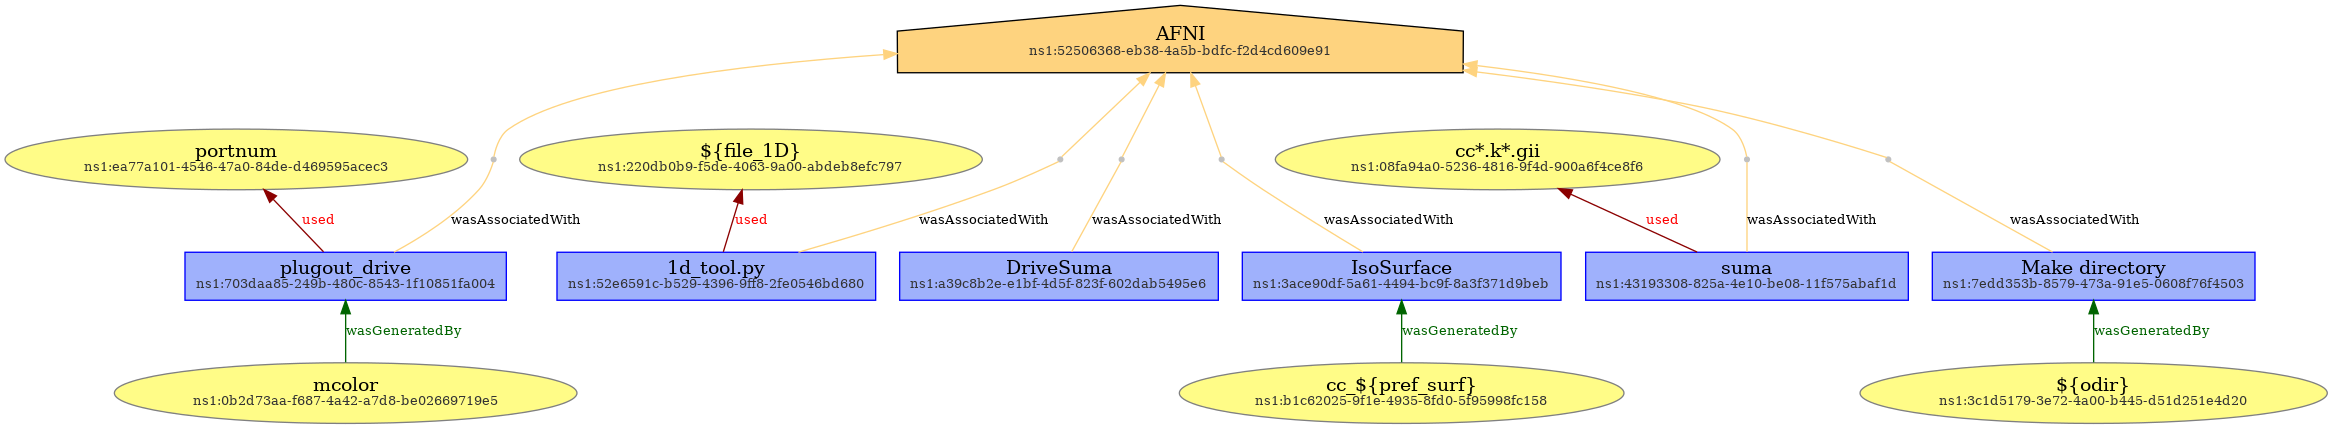 AFNI
ns1:52506368-eb38-4a5b-bdfc-f2d4cd609e91
portnum
ns1:ea77a101-4546-47a0-84de-d469595acec3
${file_1D}
ns1:220db0b9-f5de-4063-9a00-abdeb8efc797
cc*.k*.gii
ns1:08fa94a0-5236-4816-9f4d-900a6f4ce8f6
used
wasAssociatedWith
used
wasAssociatedWith
wasAssociatedWith
wasAssociatedWith
used
wasAssociatedWith
wasAssociatedWith
plugout_drive
ns1:703daa85-249b-480c-8543-1f10851fa004
1d_tool.py
ns1:52e6591c-b529-4396-9ff8-2fe0546bd680
DriveSuma
ns1:a39c8b2e-e1bf-4d5f-823f-602dab5495e6
IsoSurface
ns1:3ace90df-5a61-4494-bc9f-8a3f371d9beb
suma
ns1:43193308-825a-4e10-be08-11f575abaf1d
Make directory
ns1:7edd353b-8579-473a-91e5-0608f76f4503
wasGeneratedBy
wasGeneratedBy
wasGeneratedBy
mcolor
ns1:0b2d73aa-f687-4a42-a7d8-be02669719e5
cc_${pref_surf}
ns1:b1c62025-9f1e-4935-8fd0-5f95998fc158
${odir}
ns1:3c1d5179-3e72-4a00-b445-d51d251e4d20